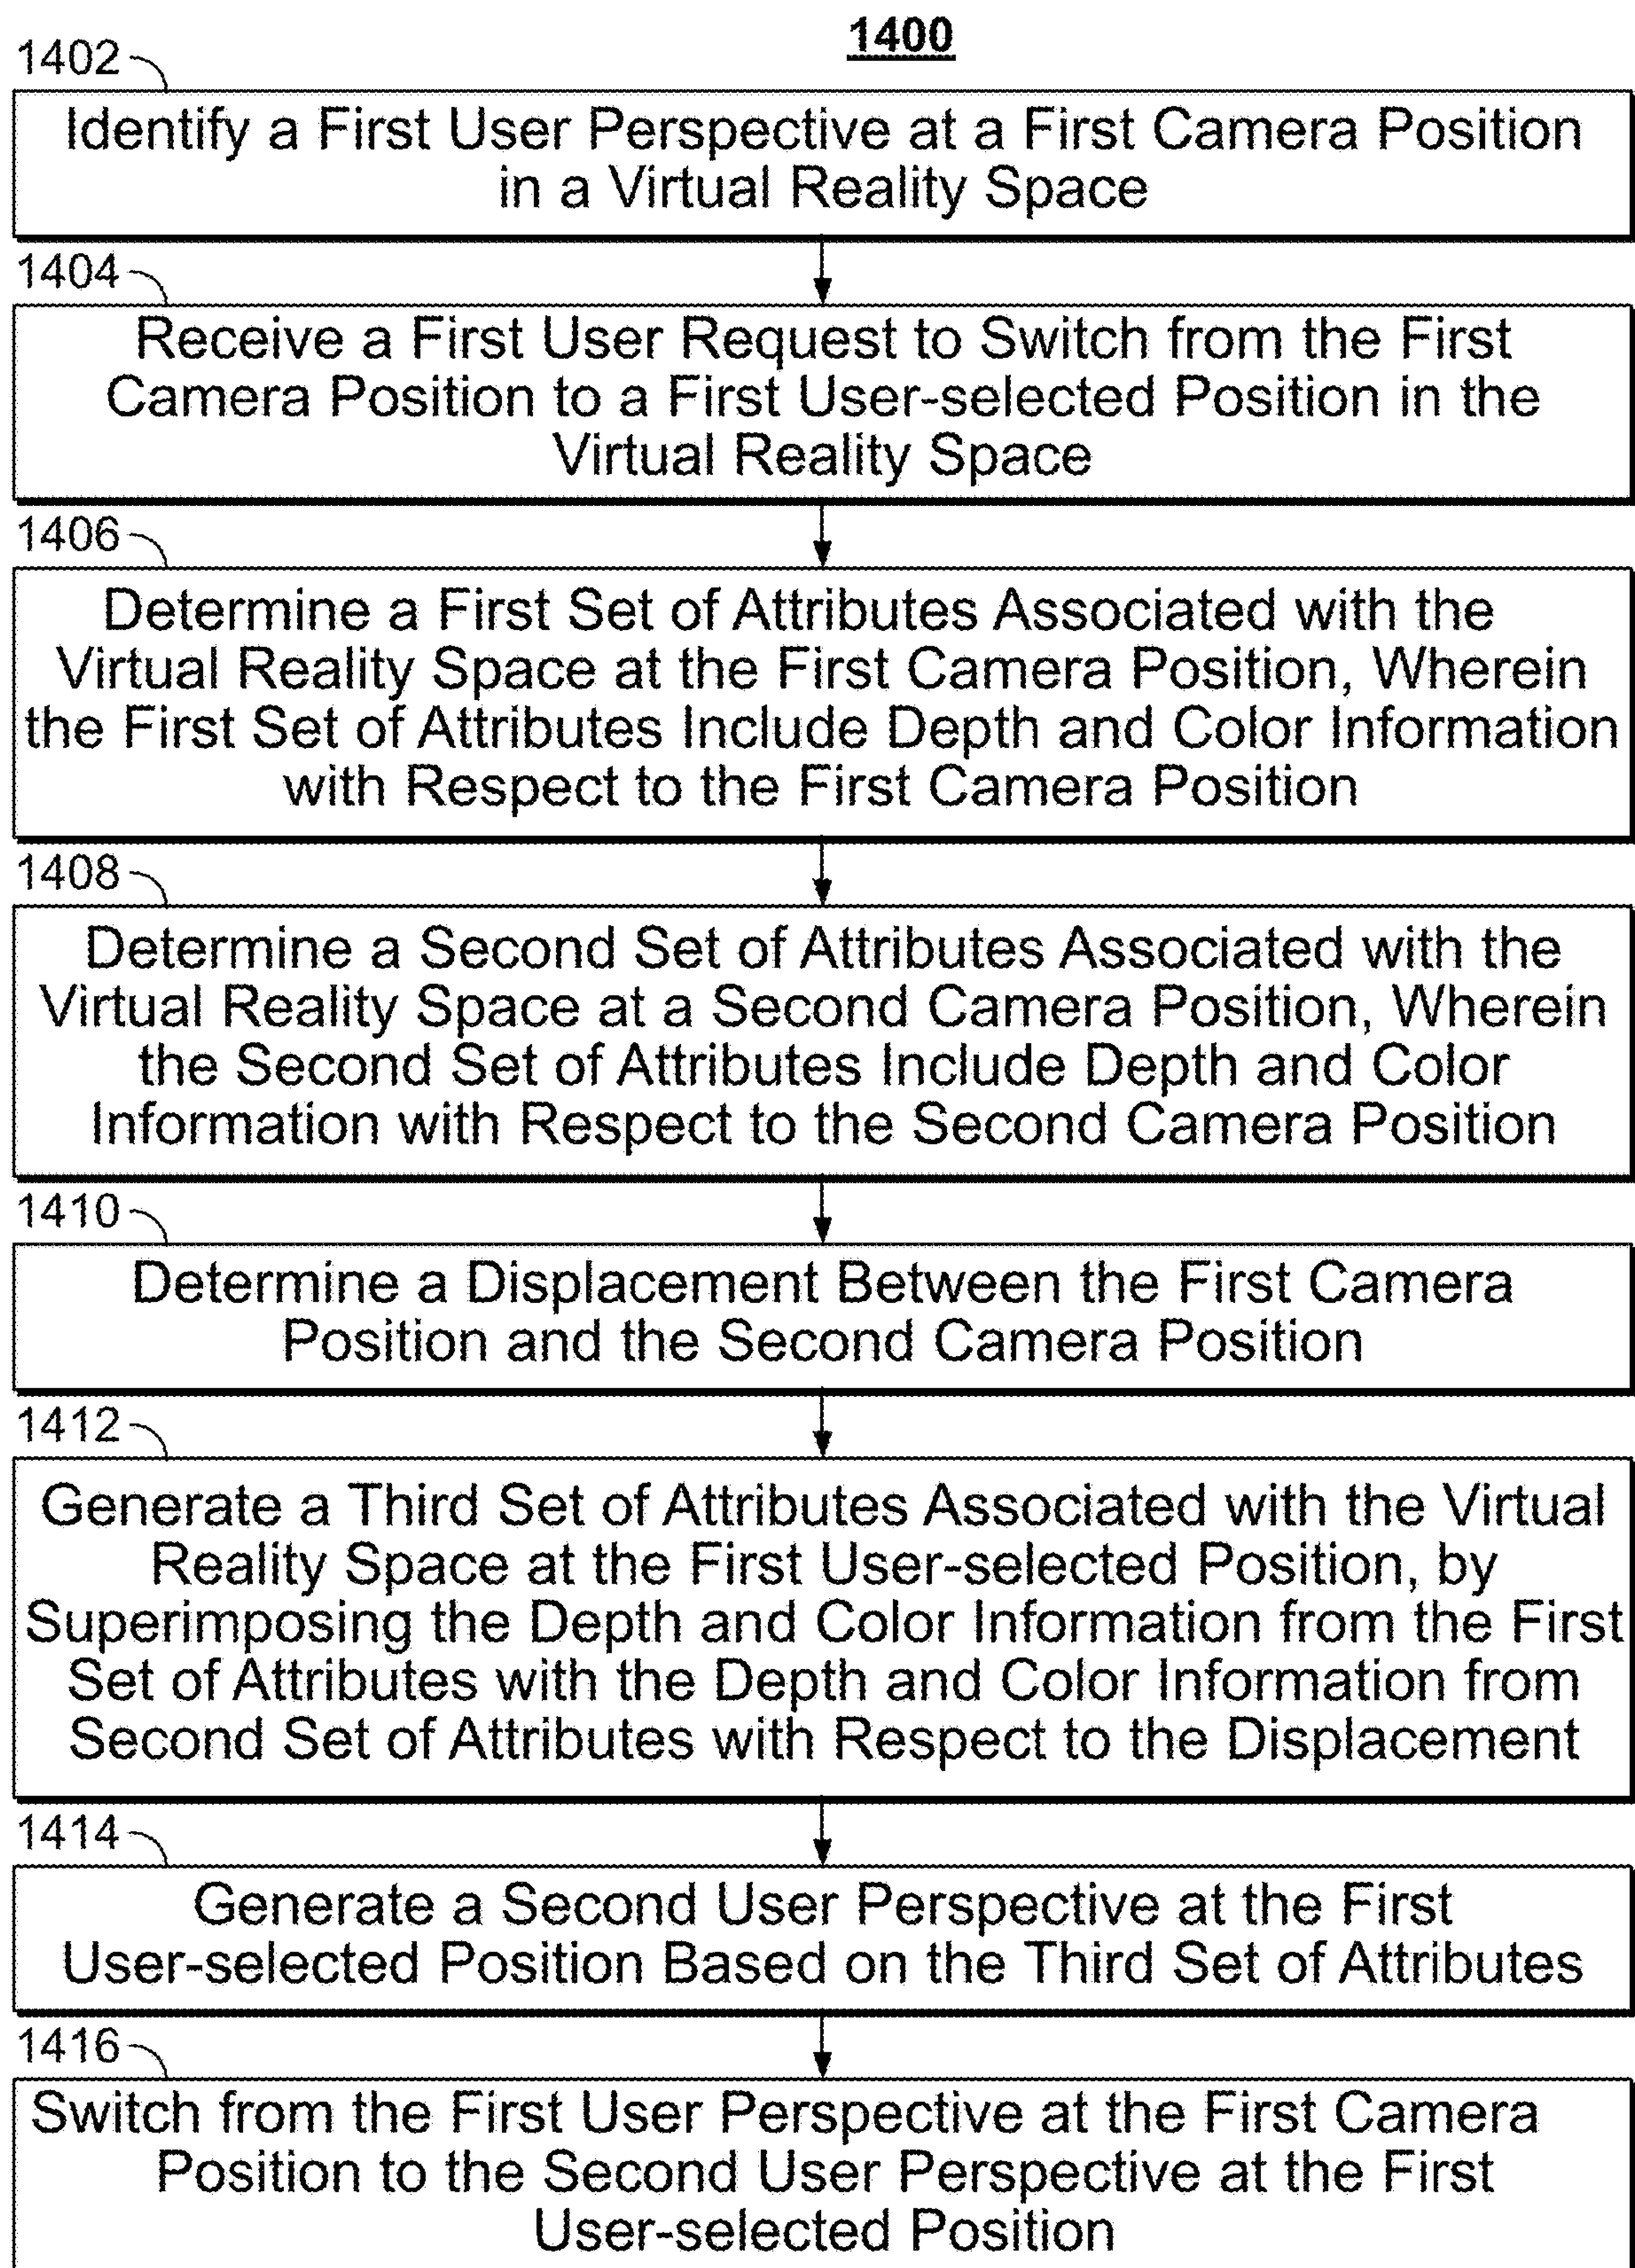 1400
1402
Identify a First User Perspective at a First Camera Position
in a Virtual Reality Space
1404
Receive a First User Request to Switch from the First
Camera Position to a First User-selected Position in the
Virtual Reality Space
1406
Determine a First Set of Attributes Associated with the
Virtual Reality Space at the First Camera Position, Wherein
the First Set of Attributes Include Depth and Color Information
with Respect to the First Camera Position
1408
Determine a Second Set of Attributes Associated with the
Virtual Reality Space at a Second Camera Position, Wherein
the Second Set of Attributes Include Depth and Color
Information with Respect to the Second Camera Position
1410
Determine a Displacement Between the First Camera
Position and the Second Camera Position
1412
Generate a Third Set of Attributes Associated with the Virtual
Reality Space at the First User-selected Position, by
Superimposing the Depth and Color Information from the First
Set of Attributes with the Depth and Color Information from
Second Set of Attributes with Respect to the Displacement
1414
Generate a Second User Perspective at the First
User-selected Position Based on the Third Set of Attributes
1416
Switch from the First User Perspective at the First Camera
Position to the Second User Perspective at the First
User-selected Position